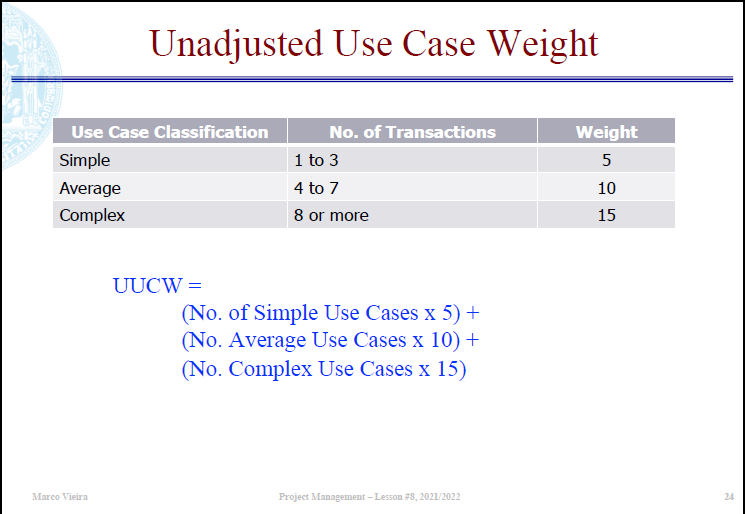 Unadjusted Use Case Weight
Use Case Classification No. of Transactions Weight
Simple 1 to 3 5
Average 4 to 7 10
Complex 8 or more 15
UUCW =
(No. of Simple Use Cases x 5) +
(No. Average Use Cases x 10) +
(No. Complex Use Cases x 15)
Marco Vieira Project Management – Lesson #8, 2021/2022 24